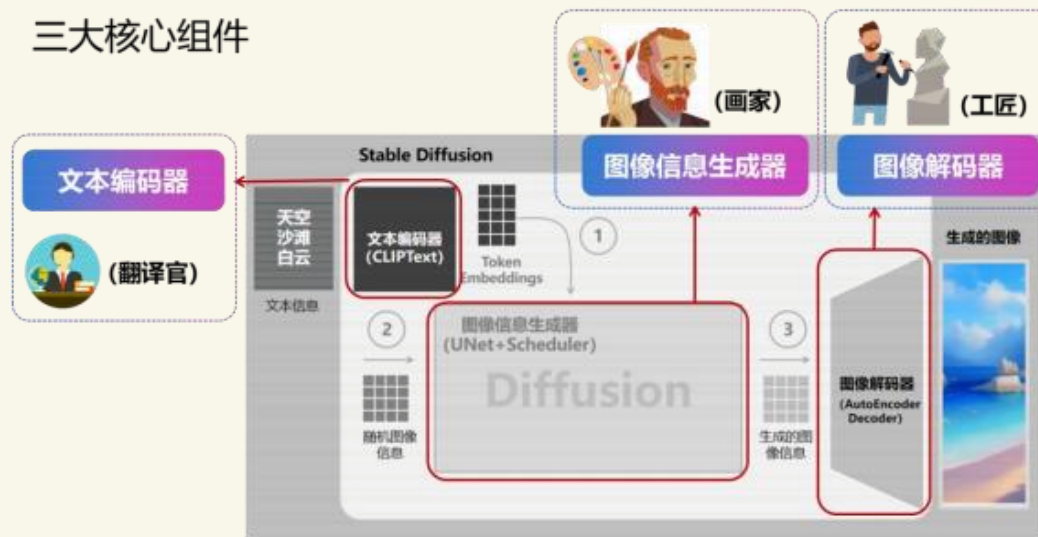 三大核心组件
(画家)
(工匠)
文本编码器
(翻译官)
Stable Diffusion
图像信息生成器
图像解码器
天空
沙滩
白云
文本信息
文本编码器
(CLIPText)
Token
Embeddings
1
生成的图像
2
随机图像
信息
图像信息生成器
(UNet+Scheduler)
Diffusion
3
生成的图
像信息
图像解码器
(AutoEncoder
Decoder)